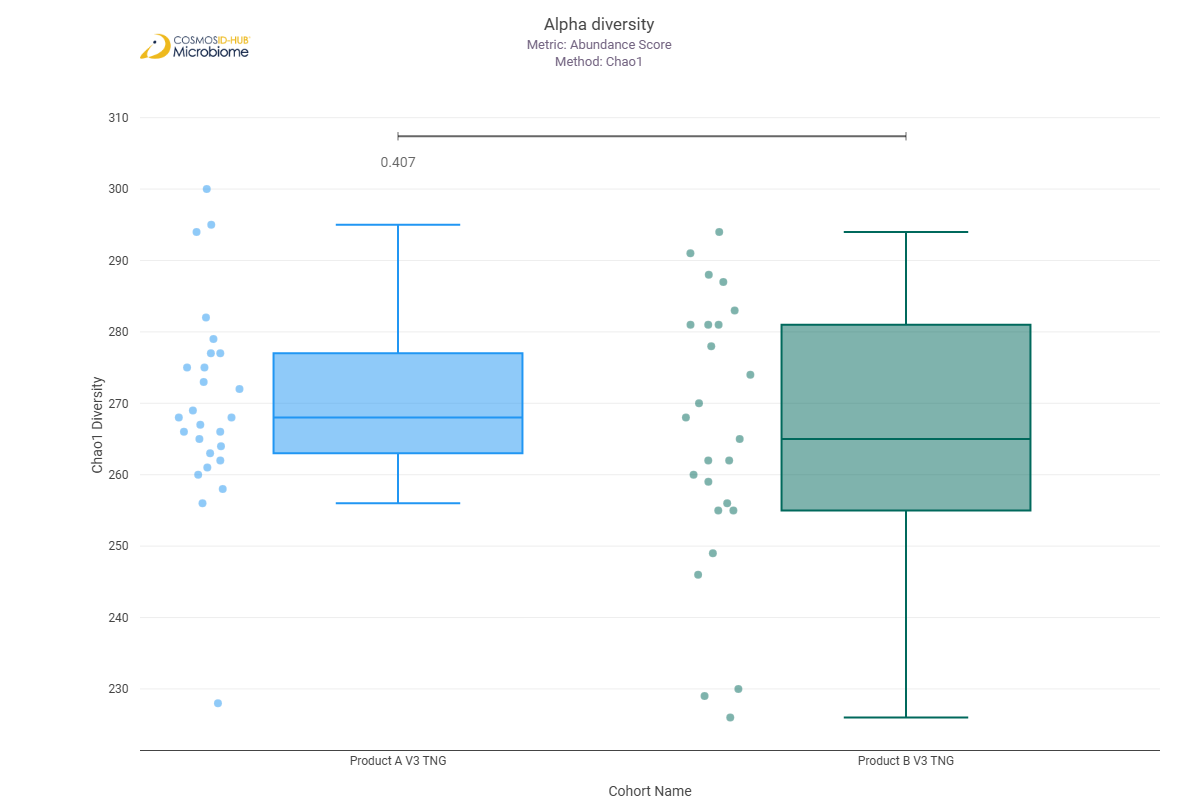 Alpha diversity
Metric: Abundance Score
Method: Chao1
COSMOSID-HUB
Microbiome
310
300
290
280
270
260
250
240
230
0.407
Chao1 Diversity
Product A V3 TNG
Product B V3 TNG
Cohort Name